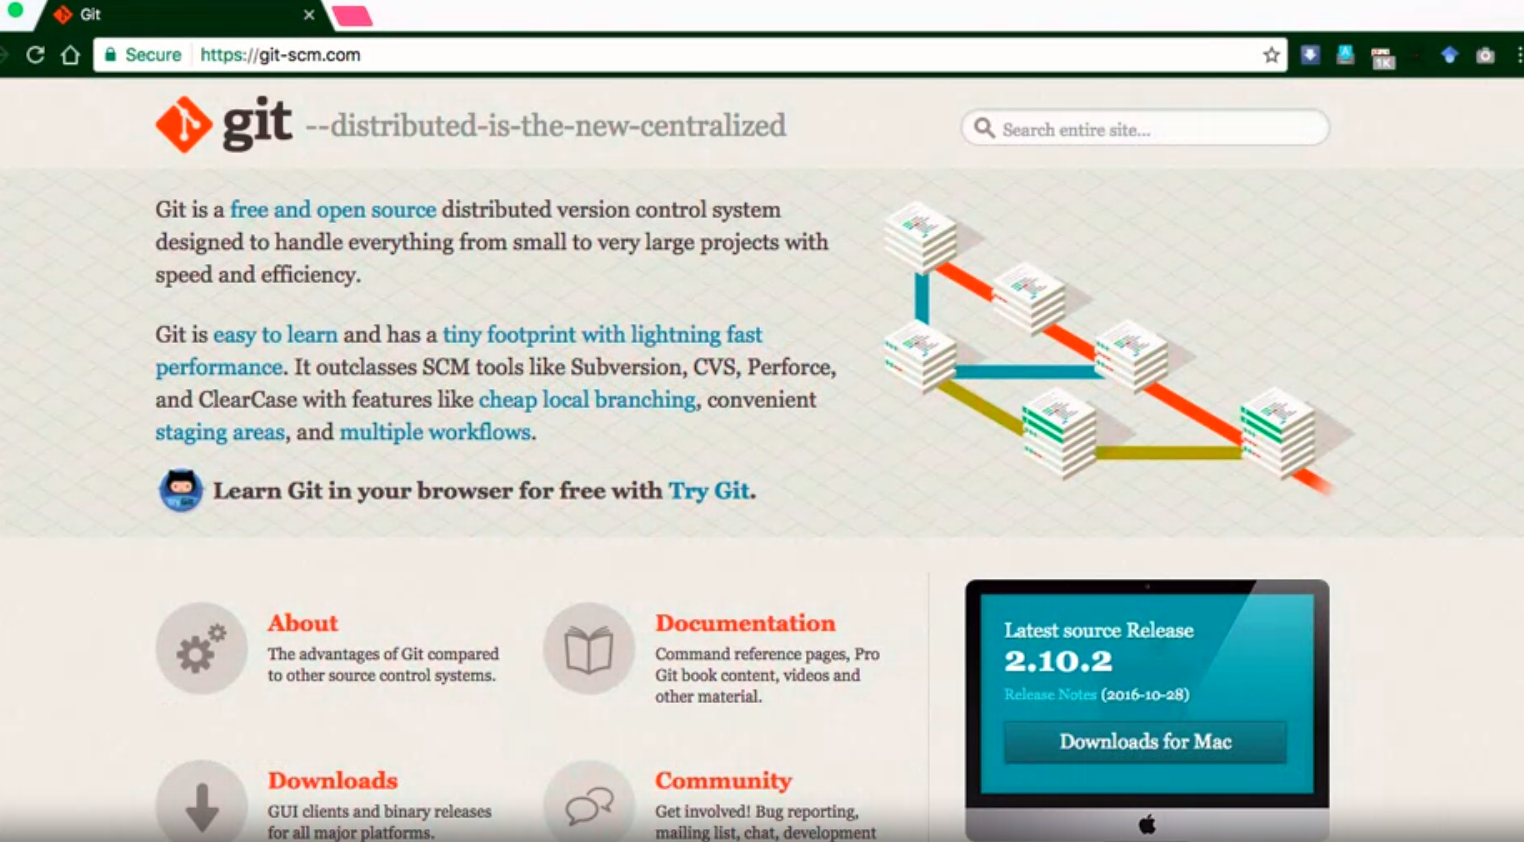 Git
Secure https://git-scm.com
1K
git --distributed-is-the-new-centralized
Search entire site...
Git is a free and open source distributed version control system
designed to handle everything from small to very large projects with
speed and efficiency.
Git is easy to learn and has a tiny footprint with lightning fast
performance. It outclasses SCM tools like Subversion, CVS, Perforce,
and ClearCase with features like cheap local branching, convenient
staging areas, and multiple workflows.
Learn Git in your browser for free with Try Git.
About
The advantages of Git compared
to other source control systems.
Documentation
Command reference pages, Pro
Git book content, videos and
other material.
Downloads
GUI clients and binary releases
for all major platforms.
Community
Get involved! Bug reporting,
mailing list, chat, development
Latest source Release
2.10.2
Release Notes (2016-10-28)
Downloads for Mac